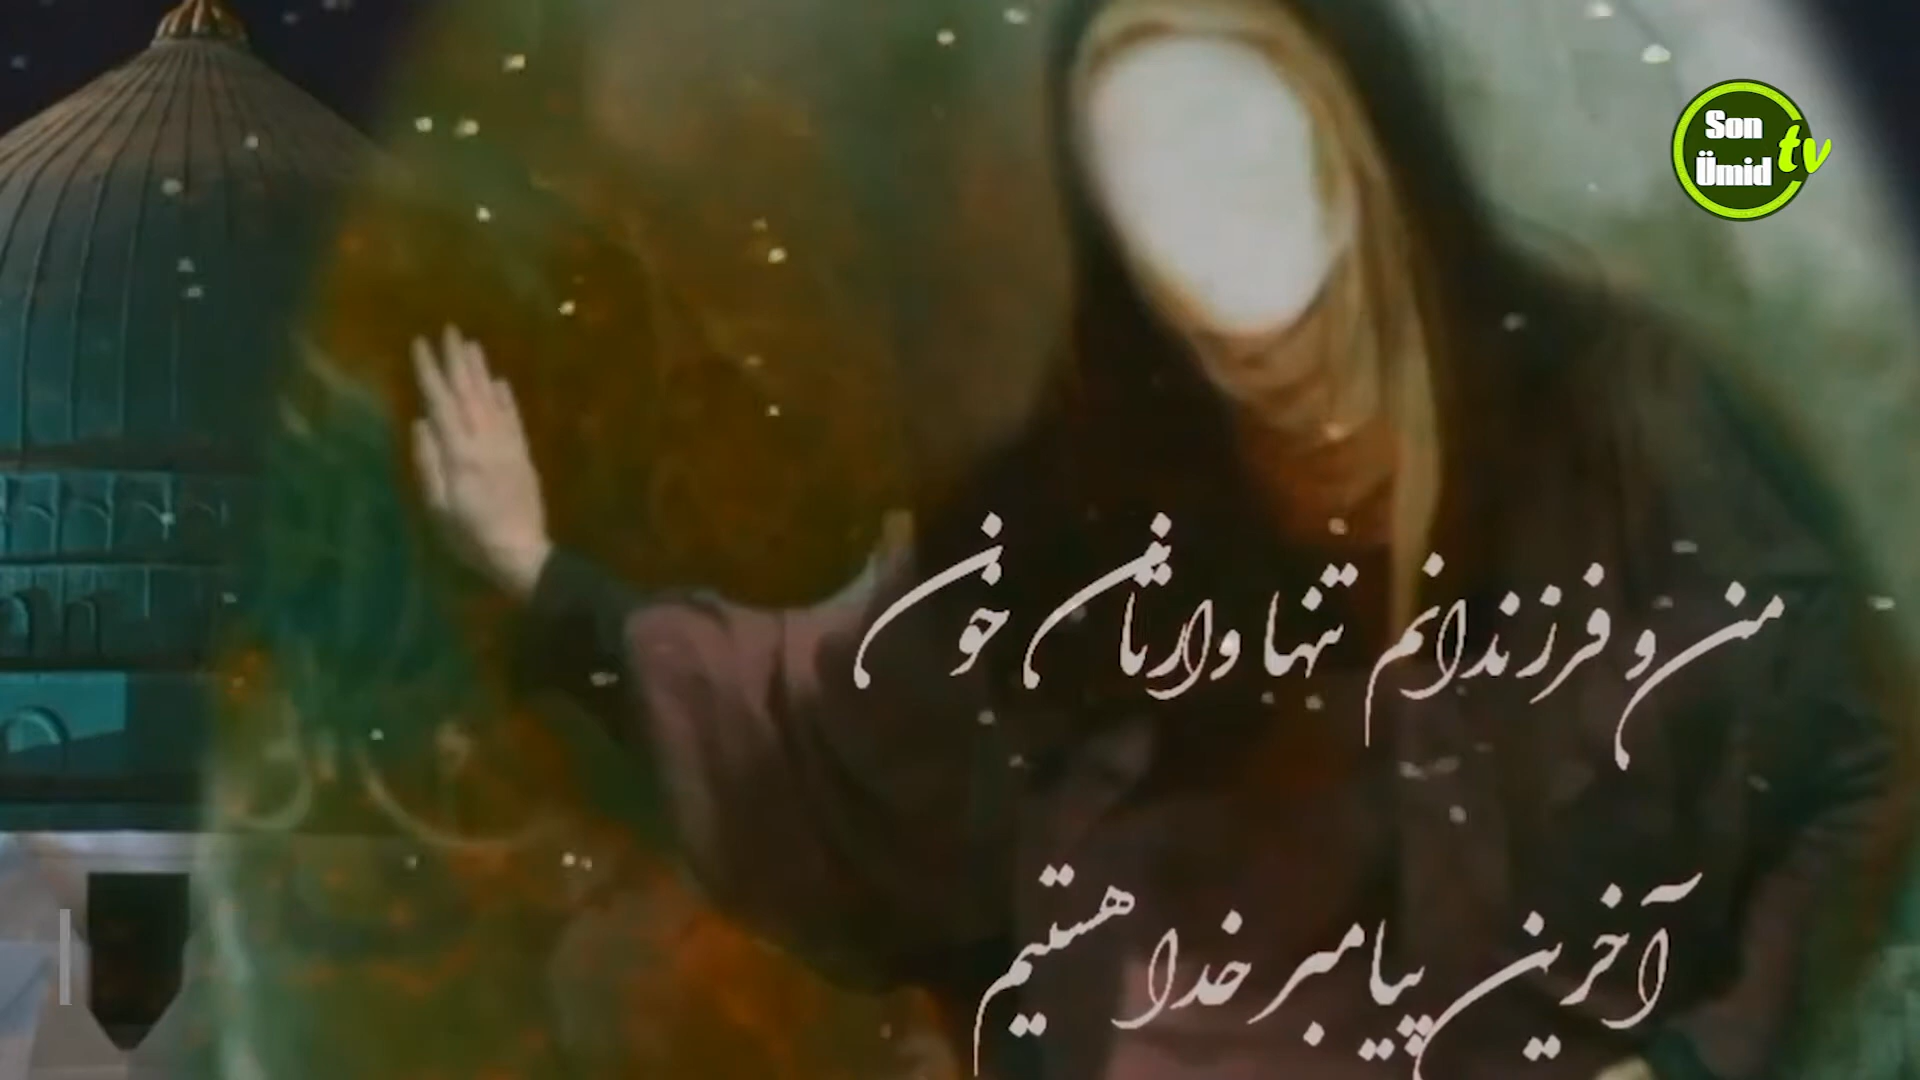 Son
Ümid tv
من و فرزندانم تنها وارثان خون
آخرین پیامبر خدا هستیم